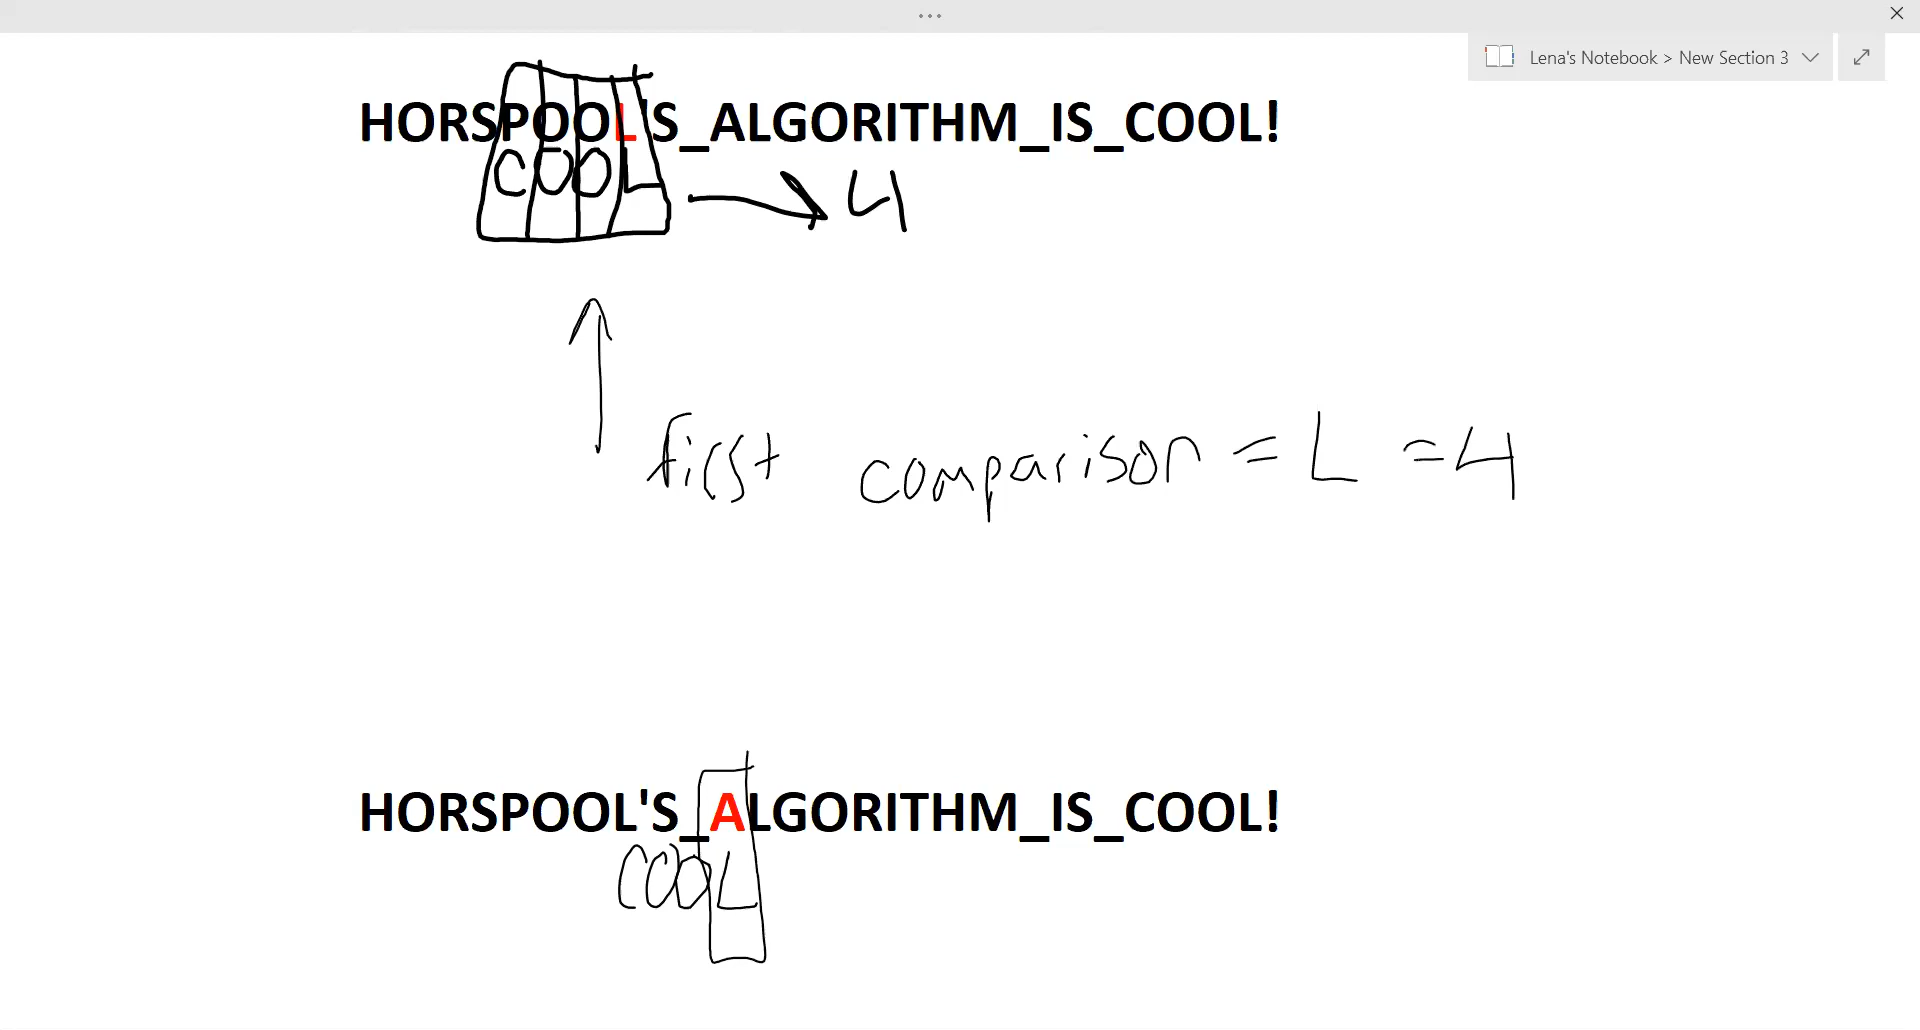 Lena's Notebook > New Section 3
HORSPOOL'S_ALGORITHM_IS_COOL!
COOL 4
first comparison = L = 4
HORSPOOL'S_ALGORITHM_IS_COOL!
COOL